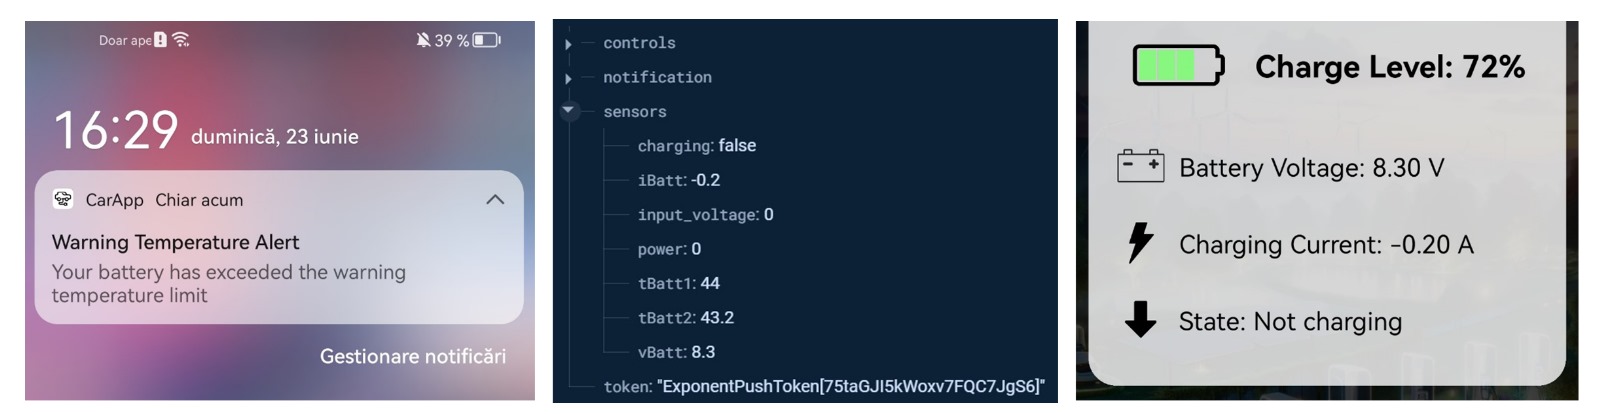 Doar ape
39 %
16:29 duminică, 23 iunie
CarApp Chiar acum
Warning Temperature Alert
Your battery has exceeded the warning
temperature limit
Gestionare notificări
controls
notification
sensors
charging: false
iBatt: -0.2
input_voltage: 0
power: 0
tBatt1: 44
tBatt2: 43.2
vBatt: 8.3
token: "ExponentPushToken[75taGJI5kWoxv7FQC7JgS6]"
Charge Level: 72%
Battery Voltage: 8.30 V
Charging Current: -0.20 A
State: Not charging